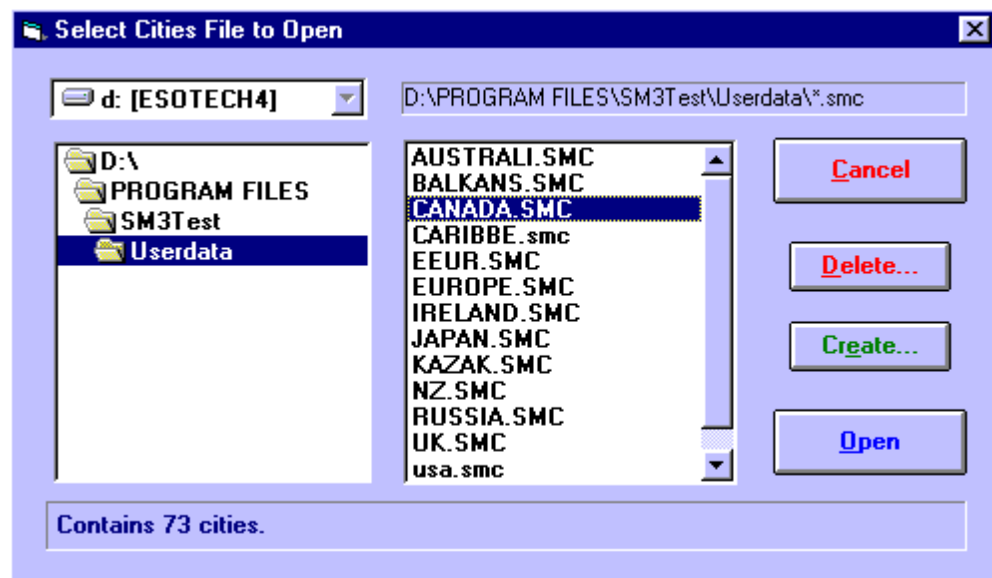 Select Cities File to Open
d: [ESOTECH4]
D:\PROGRAM FILES\SM3Test\Userdata\*.smc
D:\
PROGRAM FILES
SM3Test
Userdata
AUSTRALI.SMC
BALKANS.SMC
CANADA.SMC
CARIBBE.smc
EEUR.SMC
EUROPE.SMC
IRELAND.SMC
JAPAN.SMC
KAZAK.SMC
NZ.SMC
RUSSIA.SMC
UK.SMC
usa.smc
Cancel
Delete...
Create...
Open
Contains 73 cities.